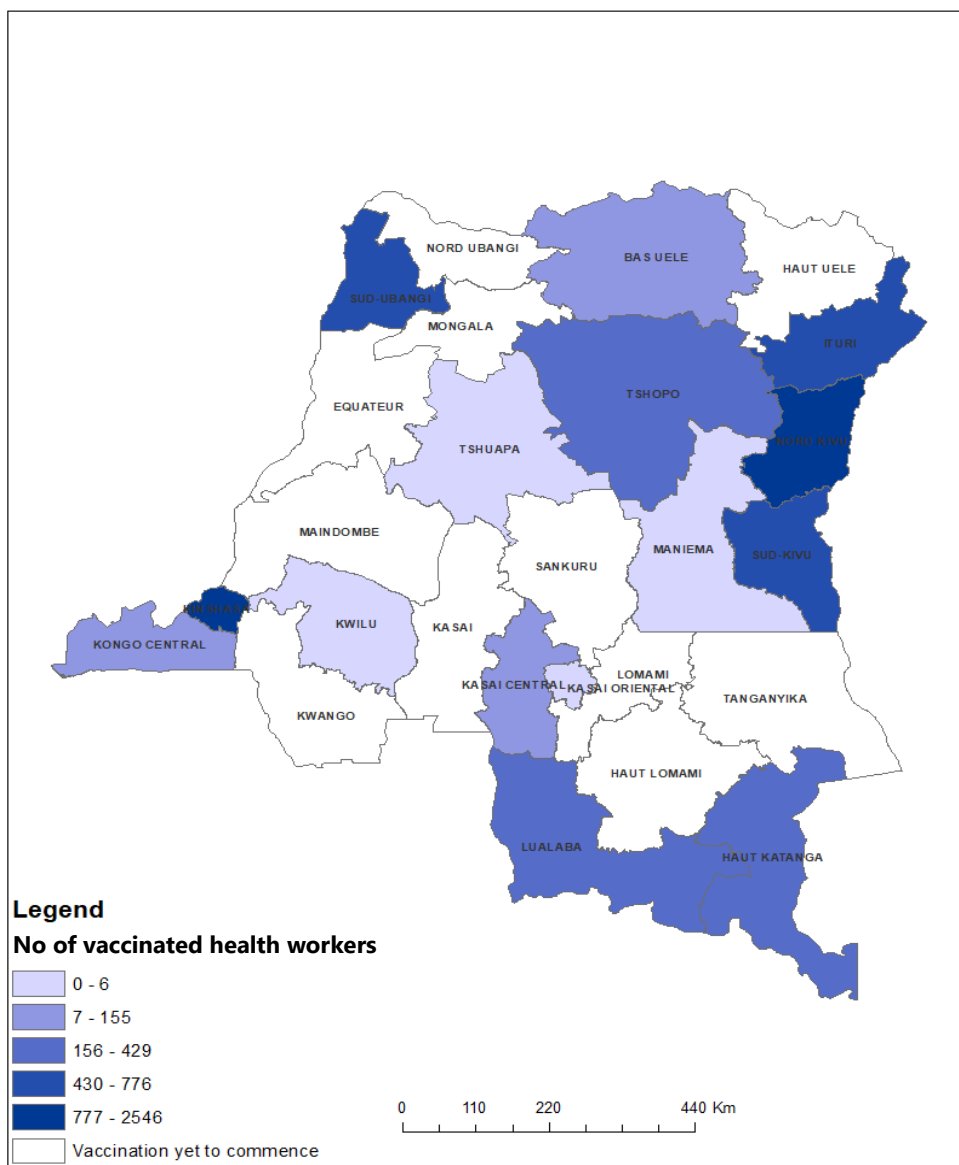 NORD UBANGI
BAS UELE
HAUT UELE
SUD-UBANGI
MONGALA
ITURI
TSHOPO
EQUATEUR
NORD-KIVU
TSHUAPA
MAINDOMBE
MANIEMA
SUD-KIVU
SANKURU
KINSHASA
KWILU
KASAI
KONGO CENTRAL
LOMAMI
KASAI CENTRAL
KASAI ORIENTAL
TANGANYIKA
KWANGO
HAUT LOMAMI
LUALABA
HAUT KATANGA
Legend
No of vaccinated health workers
0 - 6
7 - 155
156 - 429
430 - 776
777 - 2546
Vaccination yet to commence
0 110 220 440 Km